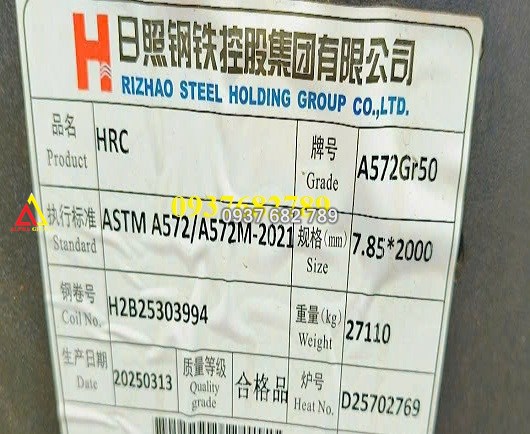 日照钢铁控股集团有限公司
RIZHAO STEEL HOLDING GROUP CO.,LTD.
品名 HRC 牌号 A572Gr50
Product Grade
0937682789
0937 682 789
执行标准 ASTM A572/A572M-2021 规格(mm) 7.85*2000
Standard Size
钢卷号 H2B25303994 重量(kg) 27110
Coil No. Weight
生产日期 20250313 质量等级 合格品 炉号 D25702769
Date Quality Heat No.
grade